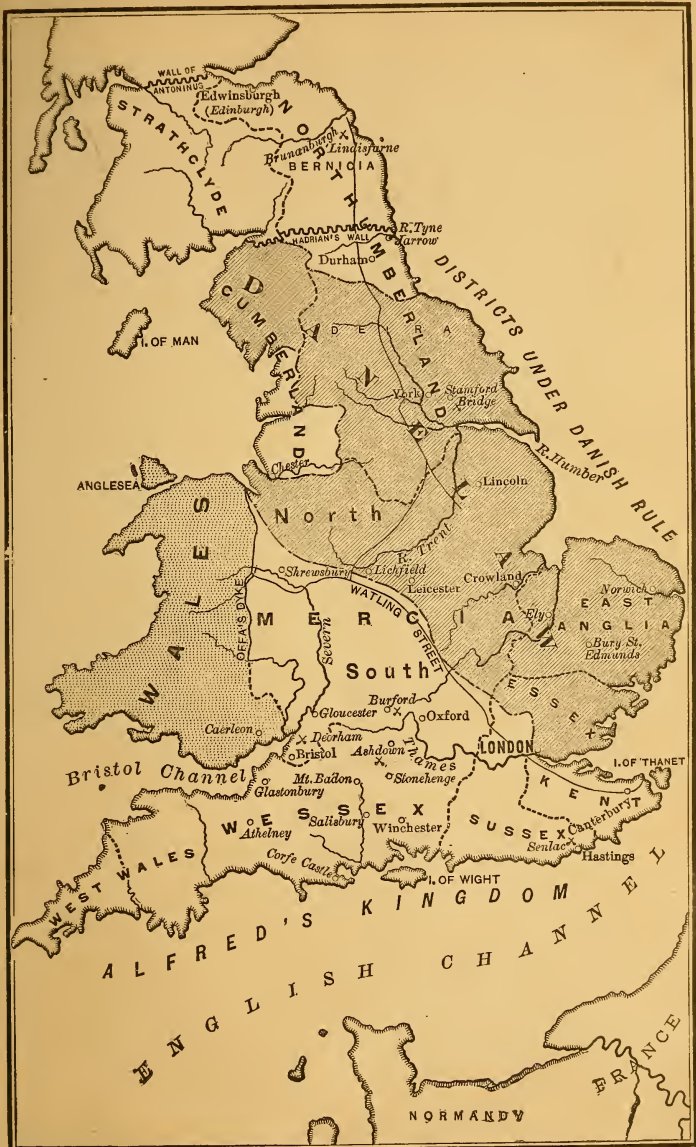 WALL OF
ANTONINUS
Edwinsburgh
(Edinburgh)
STRATHCLYDE
NORTHUMBERLAND
Brunanburgh
Lindisfarne
BERNICIA
R. Tyne
Jarrow
HADRIAN'S WALL
Durham
DISTRICTS UNDER DANISH RULE
CUMBERLAND
DANELAW
DEIRA
I. OF MAN
York
Stamford
Bridge
R. Humber
Chester
ANGLESEA
Lincoln
North
R. Trent
WALES
Shrewsbury
Lichfield
Leicester
Crowland
Norwich
EAST
ANGLIA
Ely
Bury St.
Edmunds
OFFA'S DYKE
MERCIA
WATLING
STREET
Severn
South
ESSEX
Burford
Gloucester
Oxford
Caerleon
Deorham
Bristol
Ashdown
Thames
LONDON
I. OF THANET
Bristol Channel
Mt. Badon
Stonehenge
Glastonbury
KENT
WESSEX
Athelney
Salisbury
Winchester
SUSSEX
Canterbury
Senlac
Hastings
Corfe Castle
I. OF WIGHT
WEST WALES
ALFRED'S KINGDOM
ENGLISH CHANNEL
FRANCE
NORMANDY